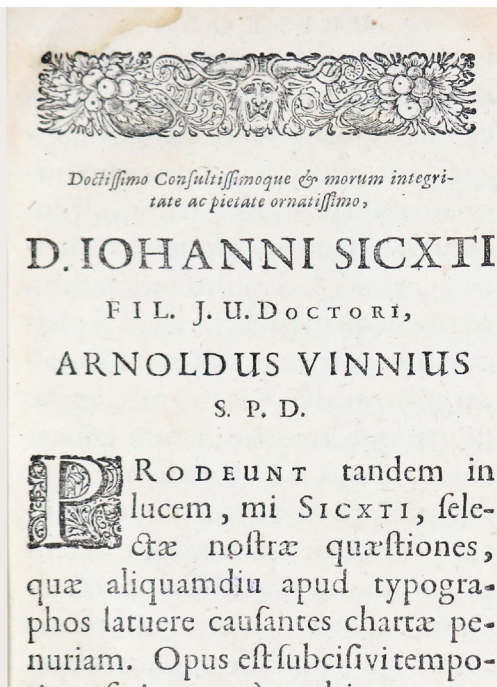 Doctiſſimo Conſultiſſimoque & morum integri-
tate ac pietate ornatiſſimo,
D. IOHANNI SICXTI
FIL. J. U. DOCTORI,
ARNOLDUS VINNIUS
S. P. D.
PRODEUNT tandem in
lucem, mi SICXTI, ſele-
ctæ noſtræ quæſtiones,
quæ aliquamdiu apud typogra-
phos latuere cauſantes chartæ pe-
nuriam. Opus eſt ſubciſivi tempo-